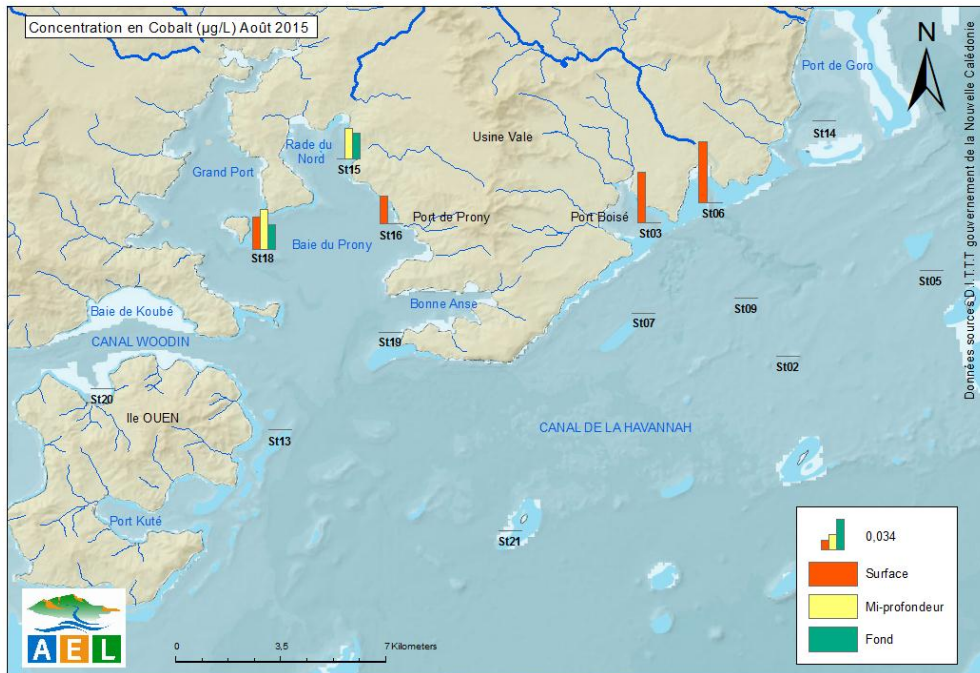 Concentration en Cobalt (µg/L) Août 2015
N
Port de Goro
St14
Rade du
Nord
Usine Vale
St15
Grand Port
St06
Port de Prony
Port Boisé
St16
St03
Baie du Prony
St18
St05
Bonne Anse
Baie de Koubé
St09
St07
CANAL WOODIN
St19
St02
St20
Ile OUEN
CANAL DE LA HAVANNAH
St13
Port Kuté
St21
0,034
Surface
Mi-profondeur
Fond
AEL
0 3,5 7 Kilometers
Données sources D.I.T.T.T gouvernement de la Nouvelle Calédonie